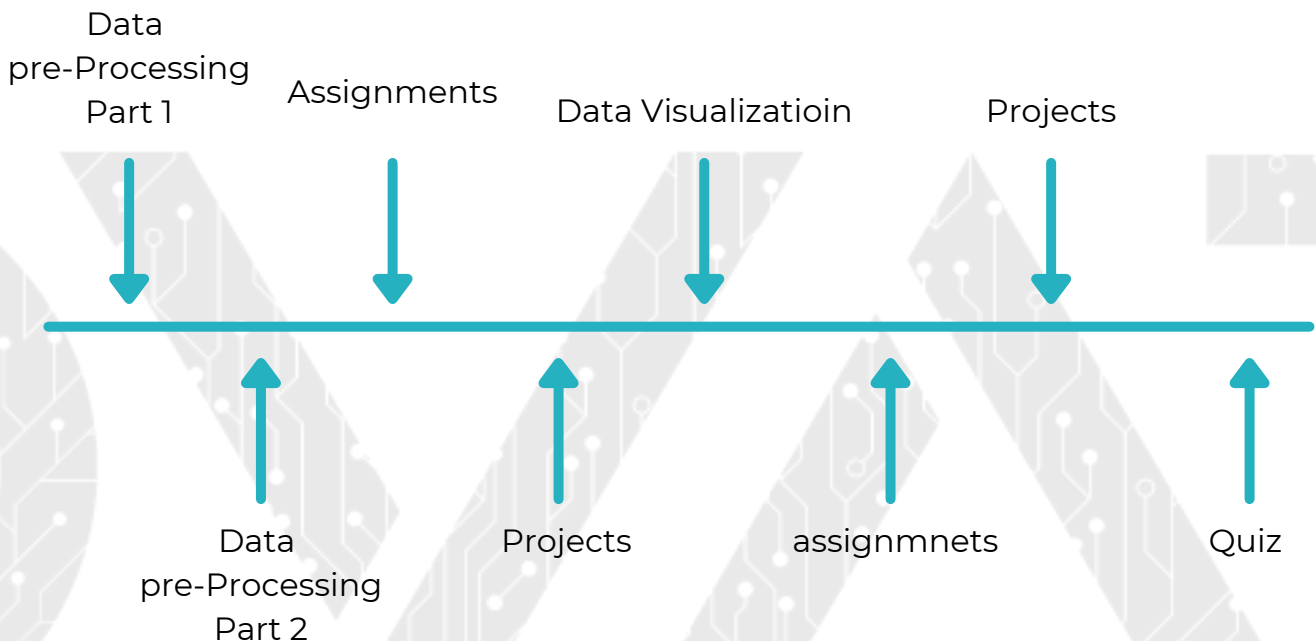 Data
pre-Processing
Part 1
Assignments
Data Visualizatioin
Projects
Data
pre-Processing
Part 2
Projects
assignmnets
Quiz